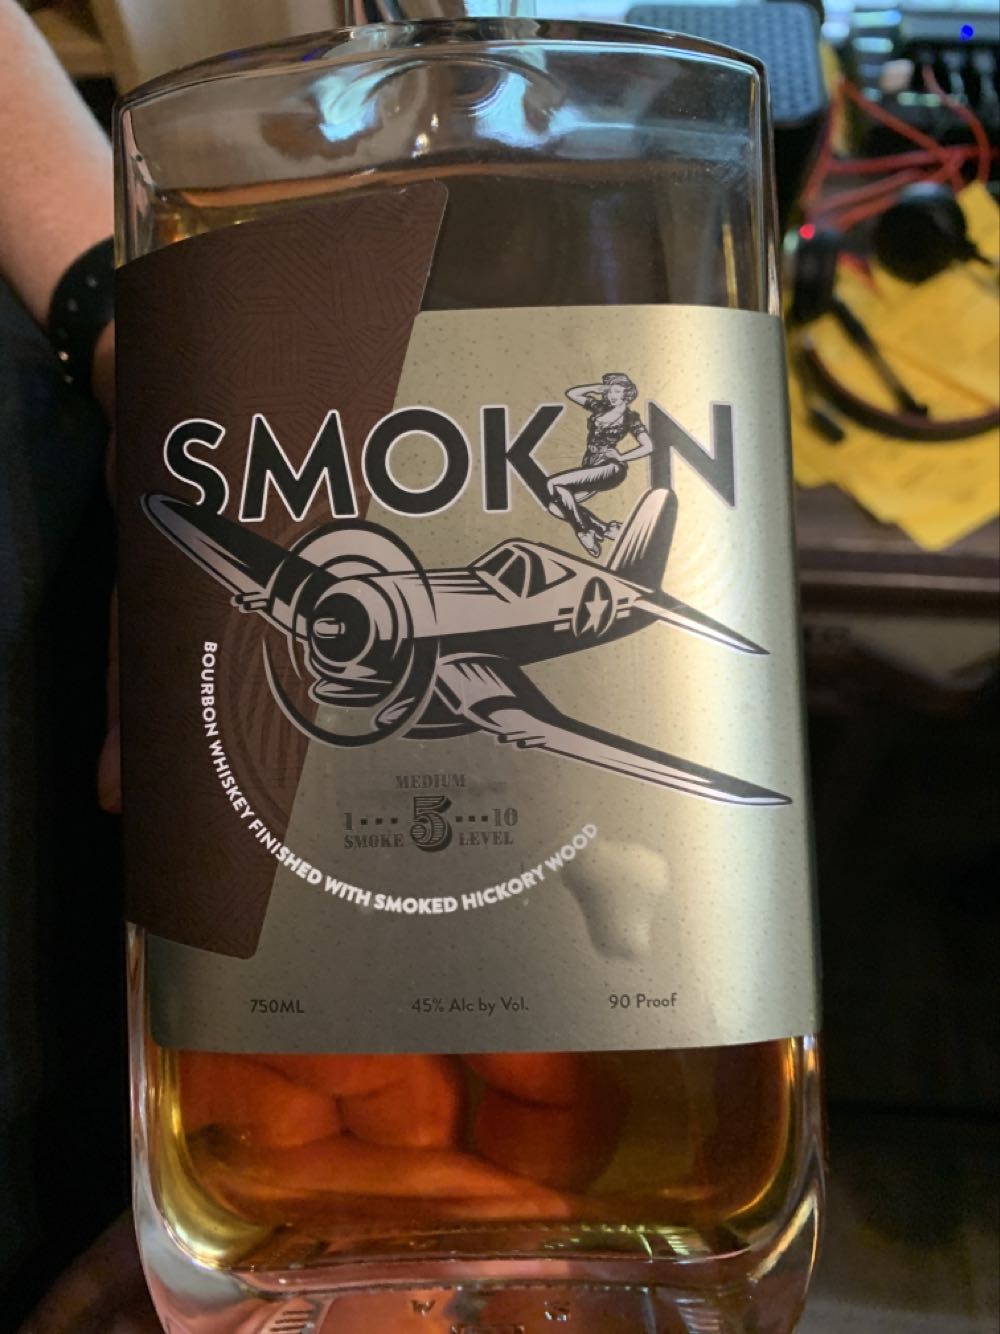 SMOKN
BOURBON WHISKEY FINISHED WITH SMOKED HICKORY WOOD
MEDIUM
1 ··· 5 ··· 10
SMOKE LEVEL
750ML 45% Alc by Vol. 90 Proof